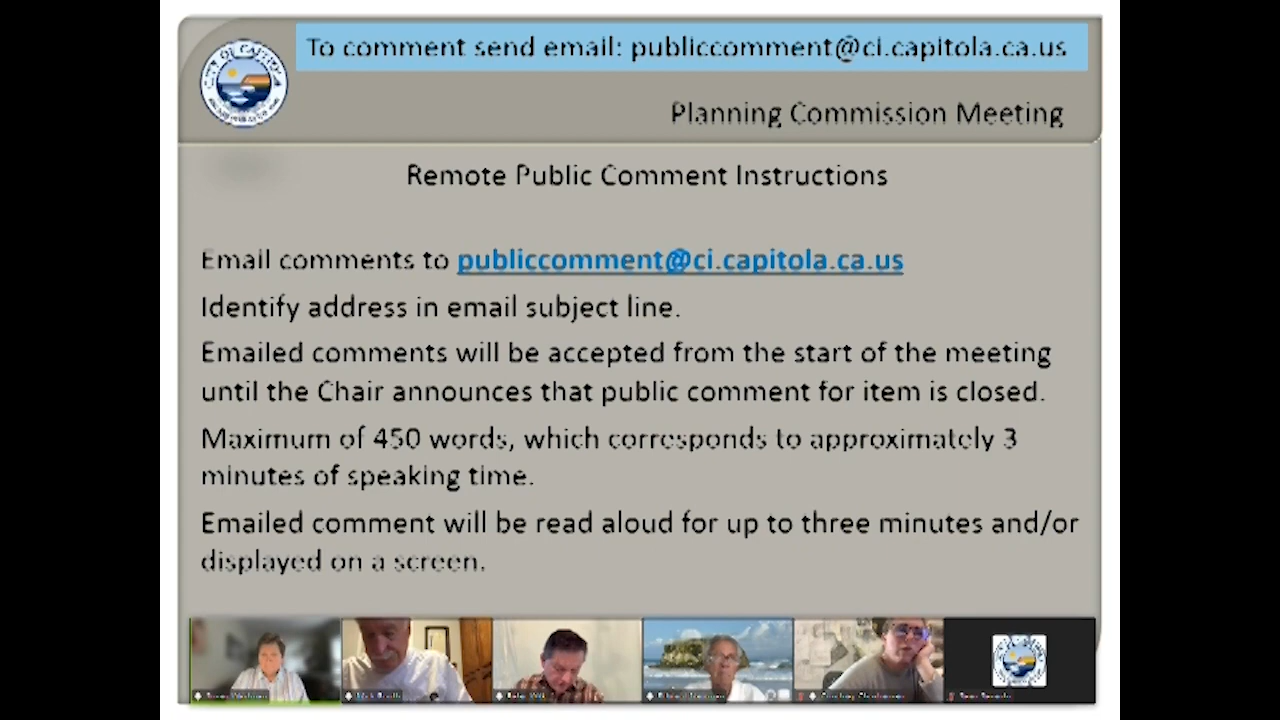 To comment send email: publiccomment@ci.capitola.ca.us
Planning Commission Meeting
Remote Public Comment Instructions
Email comments to publiccomment@ci.capitola.ca.us
Identify address in email subject line.
Emailed comments will be accepted from the start of the meeting
until the Chair announces that public comment for item is closed.
Maximum of 450 words, which corresponds to approximately 3
minutes of speaking time.
Emailed comment will be read aloud for up to three minutes and/or
displayed on a screen.
CITY OF CAPITOLA